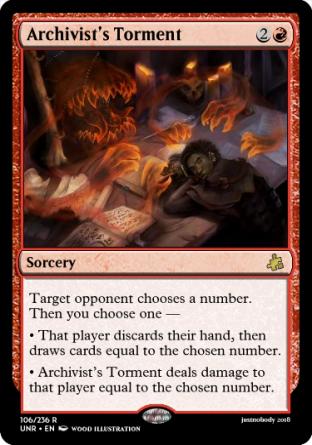 Archivist's Torment 2
Sorcery
Target opponent chooses a number.
Then you choose one —
• That player discards their hand, then
draws cards equal to the chosen number.
• Archivist's Torment deals damage to
that player equal to the chosen number.
106/236 R
UNR • EN WOOD ILLUSTRATION
justnobody 2018